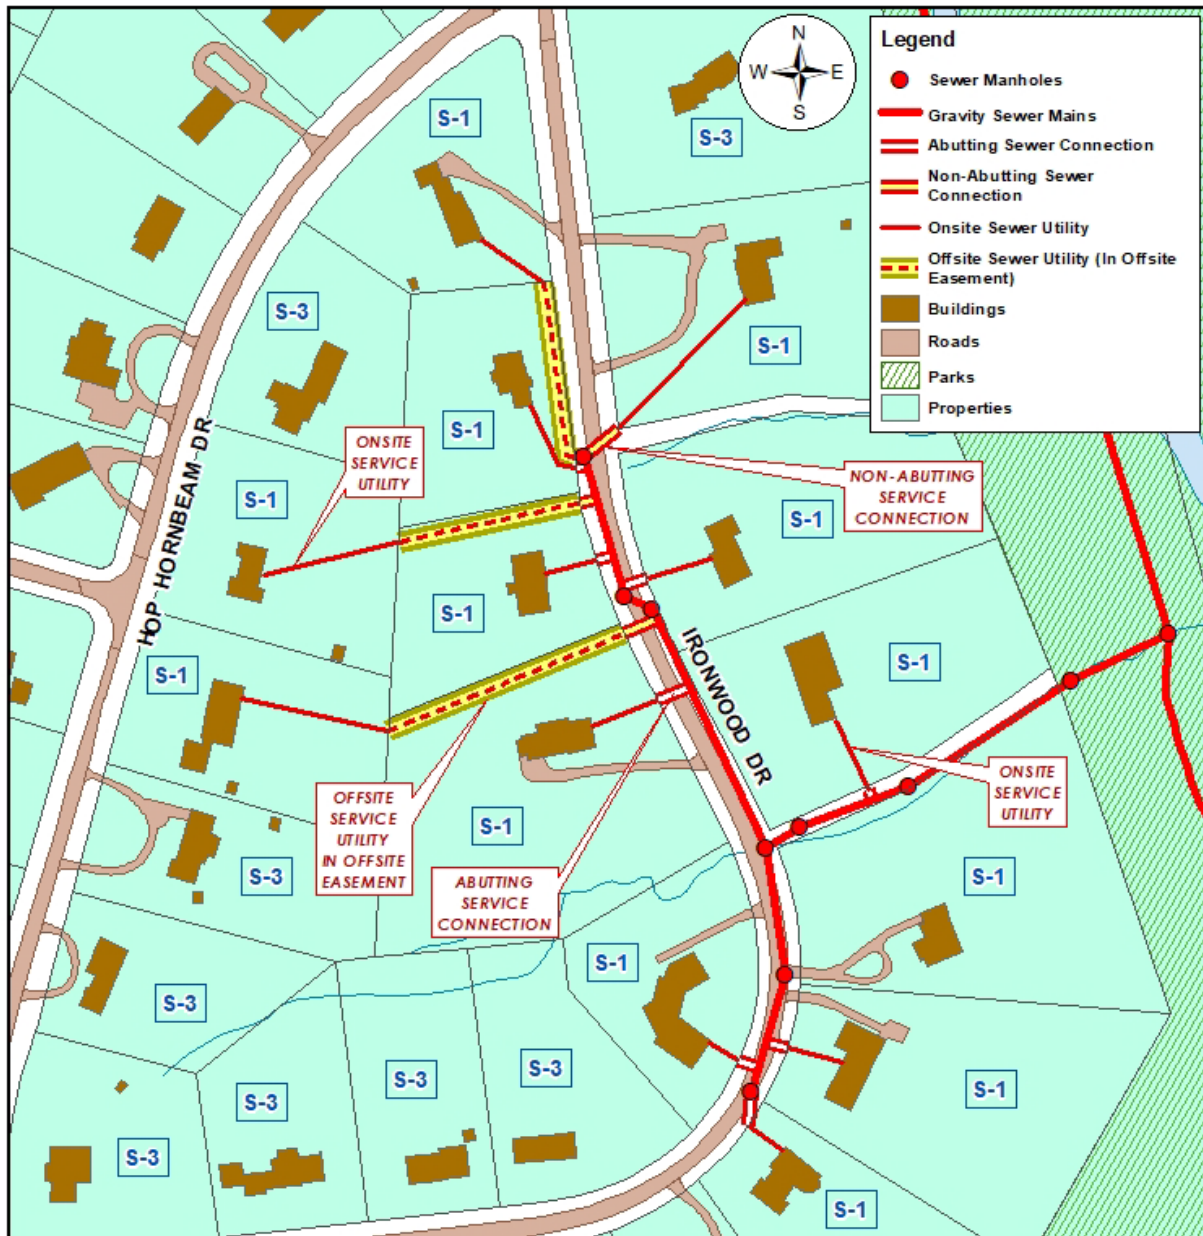 N
W
E
S
Legend
Sewer Manholes
Gravity Sewer Mains
Abutting Sewer Connection
Non-Abutting Sewer
Connection
Onsite Sewer Utility
Offsite Sewer Utility (In Offsite
Easement)
Buildings
Roads
Parks
Properties
S-1
S-3
S-3
S-1
S-1
ONSITE
SERVICE
UTILITY
HOP HORNBEAM DR
NON-ABUTTING
SERVICE
CONNECTION
S-1
S-1
S-1
S-1
S-1
IRONWOOD DR
ONSITE
SERVICE
UTILITY
OFFSITE
SERVICE
UTILITY
IN OFFSITE
EASEMENT
S-1
ABUTTING
SERVICE
CONNECTION
S-3
S-1
S-1
S-3
S-3
S-3
S-3
S-1
S-3
S-1